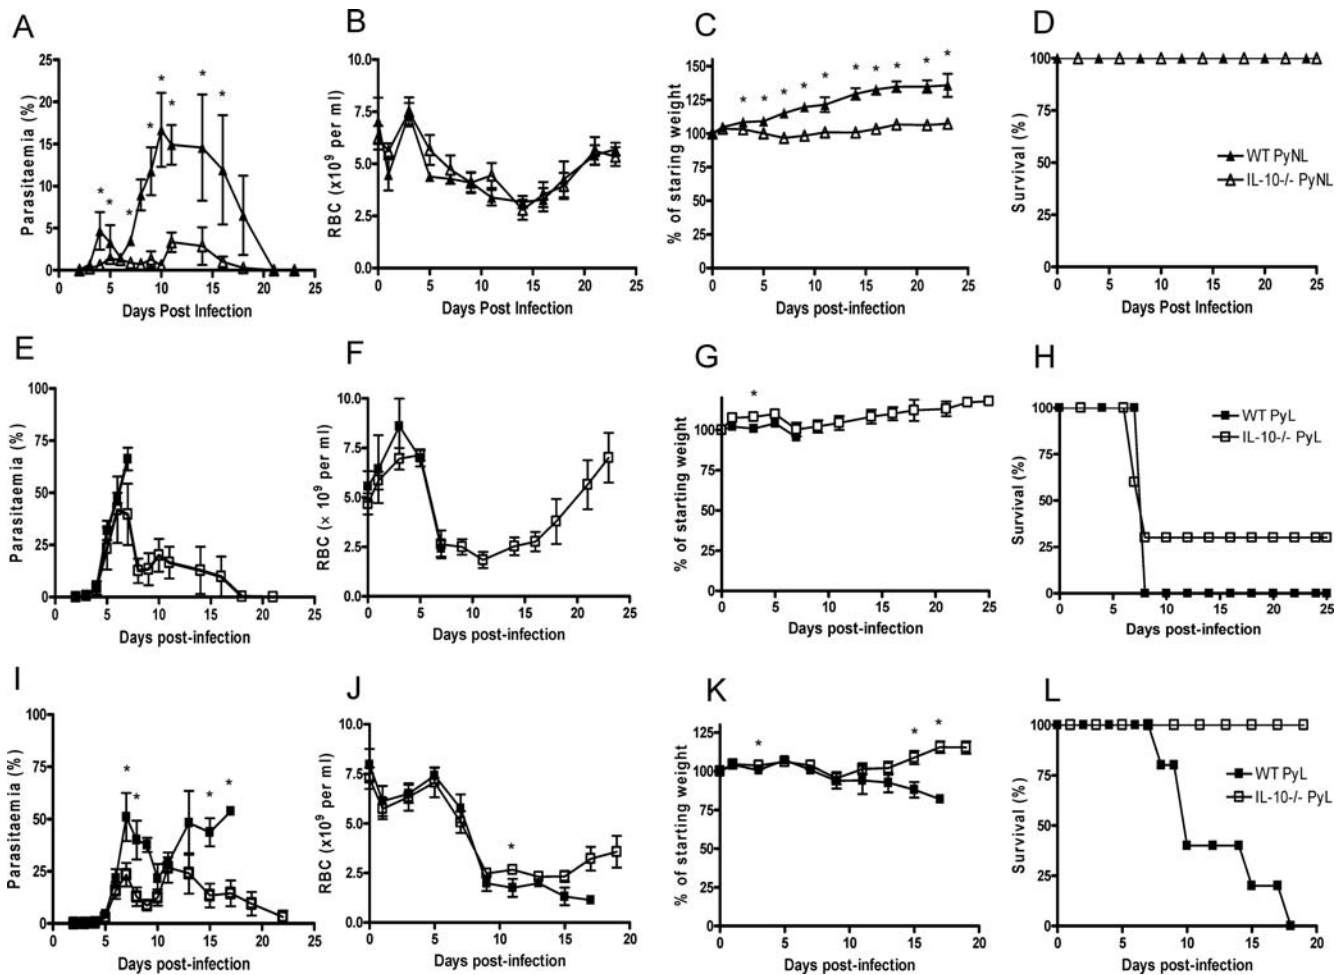 A
Parasitaemia (%)
25
20
15
10
5
0
* * * * * * * *
0 5 10 15 20 25
Days Post Infection
B
RBC (x10⁹ per ml)
10.0
7.5
5.0
2.5
0.0
0 5 10 15 20 25
Days Post Infection
C
% of staring weight
150
125
100
75
50
25
0
* * * * * * * * * *
0 5 10 15 20 25
Days post-infection
D
Survival (%)
100
75
50
25
0
WT PyNL
IL-10-/- PyNL
0 5 10 15 20 25
Days Post Infection
E
Parasitaemia (%)
100
75
50
25
0
0 5 10 15 20 25
Days post-infection
F
RBC (× 10⁹ per ml)
10.0
7.5
5.0
2.5
0.0
0 5 10 15 20 25
Days post-infection
G
% of starting weight
100
75
50
25
0
*
0 5 10 15 20 25
Days post-infection
H
Survival (%)
100
75
50
25
0
WT PyL
IL-10-/- PyL
0 5 10 15 20 25
Days post-infection
I
Parasitaemia (%)
100
75
50
25
0
* * * *
0 5 10 15 20 25
Days post-infection
J
RBC (x10⁹ per ml)
10.0
7.5
5.0
2.5
0.0
*
0 5 10 15 20
Days post-infection
K
% of starting weight
125
100
75
50
25
0
* * *
0 5 10 15 20
Days post-infection
L
Survival (%)
100
75
50
25
0
WT PyL
IL-10-/- PyL
0 5 10 15 20
Days post-infection